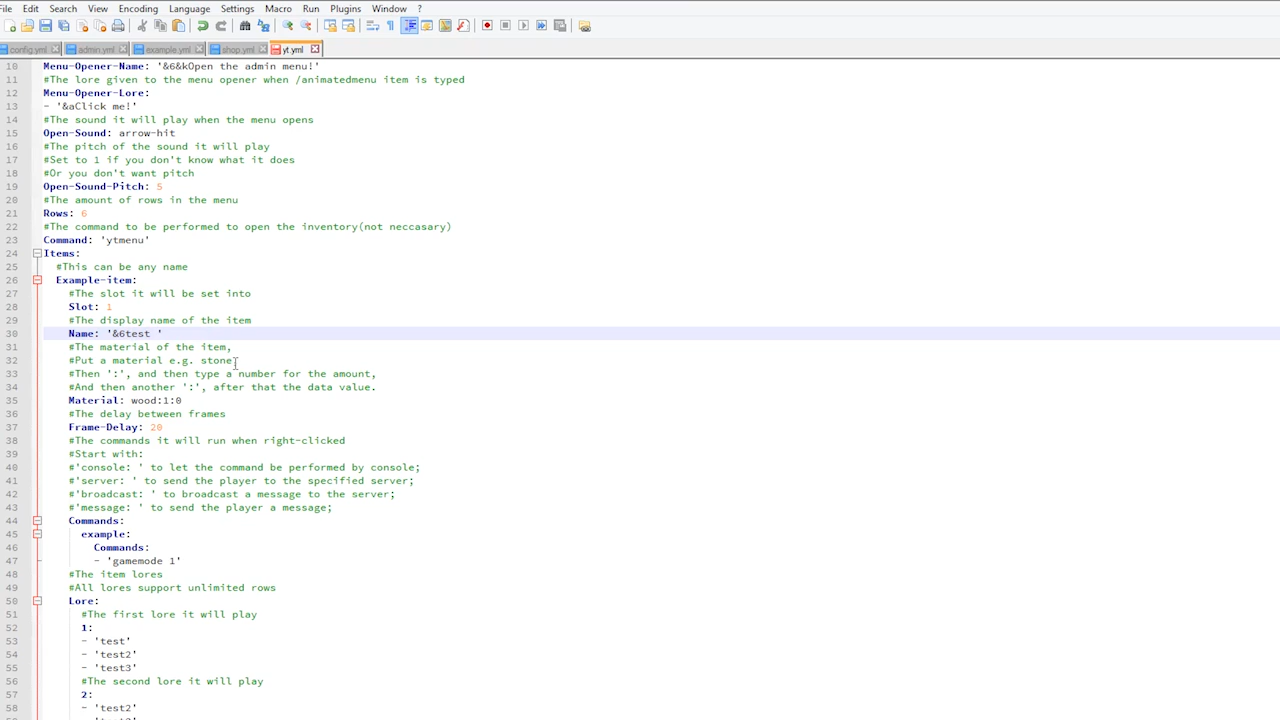 File Edit Search View Encoding Language Settings Macro Run Plugins Window ?
config.yml admin.yml example.yml shop.yml yt.yml
10 Menu-Opener-Name: '&6&kOpen the admin menu!'
11 #The lore given to the menu opener when /animatedmenu item is typed
12 Menu-Opener-Lore:
13 - '&aClick me!'
14 #The sound it will play when the menu opens
15 Open-Sound: arrow-hit
16 #The pitch of the sound it will play
17 #Set to 1 if you don't know what it does
18 #Or you don't want pitch
19 Open-Sound-Pitch: 5
20 #The amount of rows in the menu
21 Rows: 6
22 #The command to be performed to open the inventory(not neccasary)
23 Command: 'ytmenu'
24 Items:
25 #This can be any name
26 Example-item:
27 #The slot it will be set into
28 Slot: 1
29 #The display name of the item
30 Name: '&6test '
31 #The material of the item,
32 #Put a material e.g. stone
33 #Then ':', and then type a number for the amount,
34 #And then another ':', after that the data value.
35 Material: wood:1:0
36 #The delay between frames
37 Frame-Delay: 20
38 #The commands it will run when right-clicked
39 #Start with:
40 #'console: ' to let the command be performed by console;
41 #'server: ' to send the player to the specified server;
42 #'broadcast: ' to broadcast a message to the server;
43 #'message: ' to send the player a message;
44 Commands:
45 example:
46 Commands:
47 - 'gamemode 1'
48 #The item lores
49 #All lores support unlimited rows
50 Lore:
51 #The first lore it will play
52 1:
53 - 'test'
54 - 'test2'
55 - 'test3'
56 #The second lore it will play
57 2:
58 - 'test2'